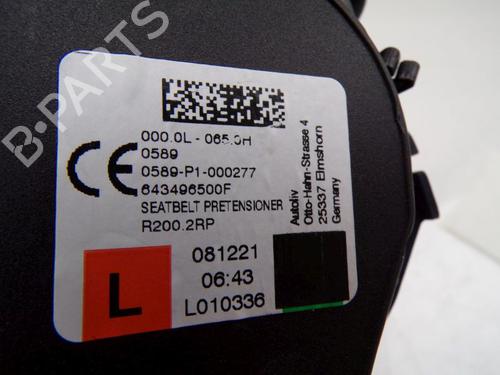 000.0L - 065.0H
0589
0589-P1-000277
643496500F
SEATBELT PRETENSIONER
R200.2RP
081221
06:43
L010336
L
Autoliv
Otto-Hahn-Strasse 4
25337 Elmshorn
Germany
B-PARTS